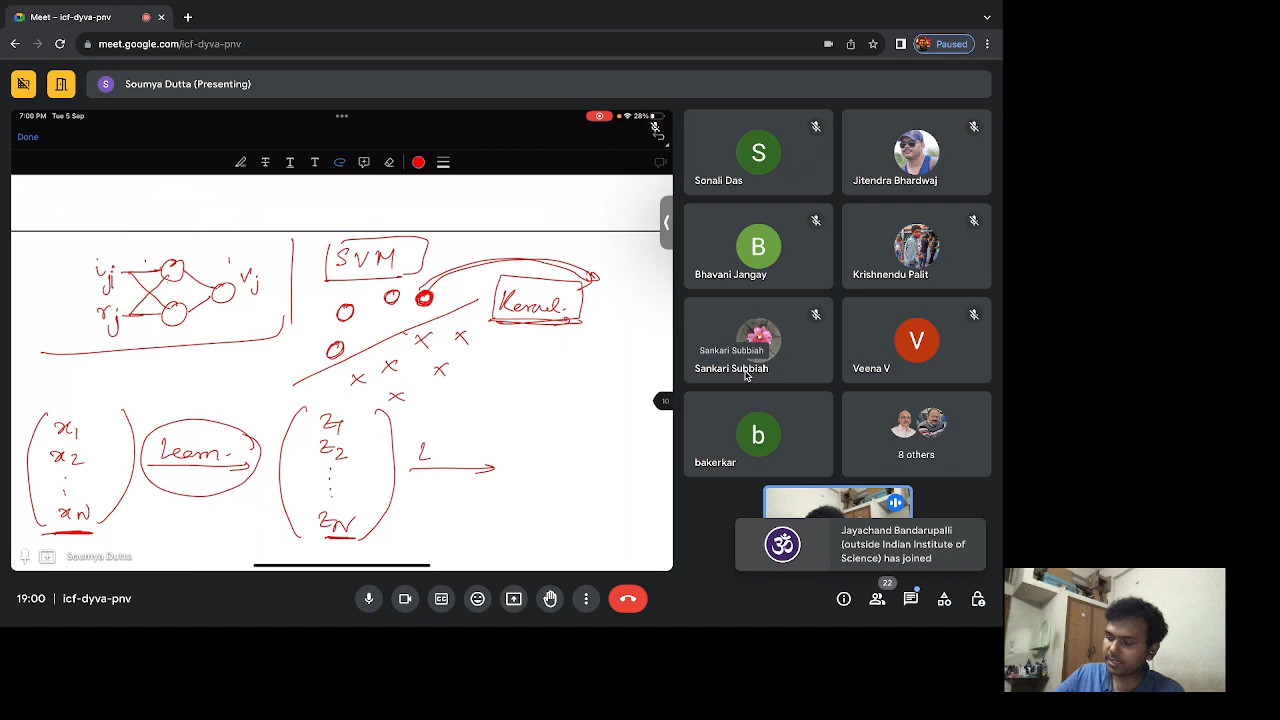 Meet – icf-dyva-pnv
meet.google.com/icf-dyva-pnv
Paused
S
Soumya Dutta (Presenting)
7:00 PM Tue 5 Sep
28%
Done
T
T
T
SVM
Kernel.
x1
x2
xN
Learn.
z1
z2
zN
L
10
Soumya Dutta
S
Sonali Das
Jitendra Bhardwaj
B
Bhavani Jangay
Krishnendu Palit
Sankari Subbiah
Sankari Subbiah
V
Veena V
b
bakerkar
8 others
Jayachand Bandarupalli
(outside Indian Institute of
Science) has joined
ॐ
22
19:00 | icf-dyva-pnv